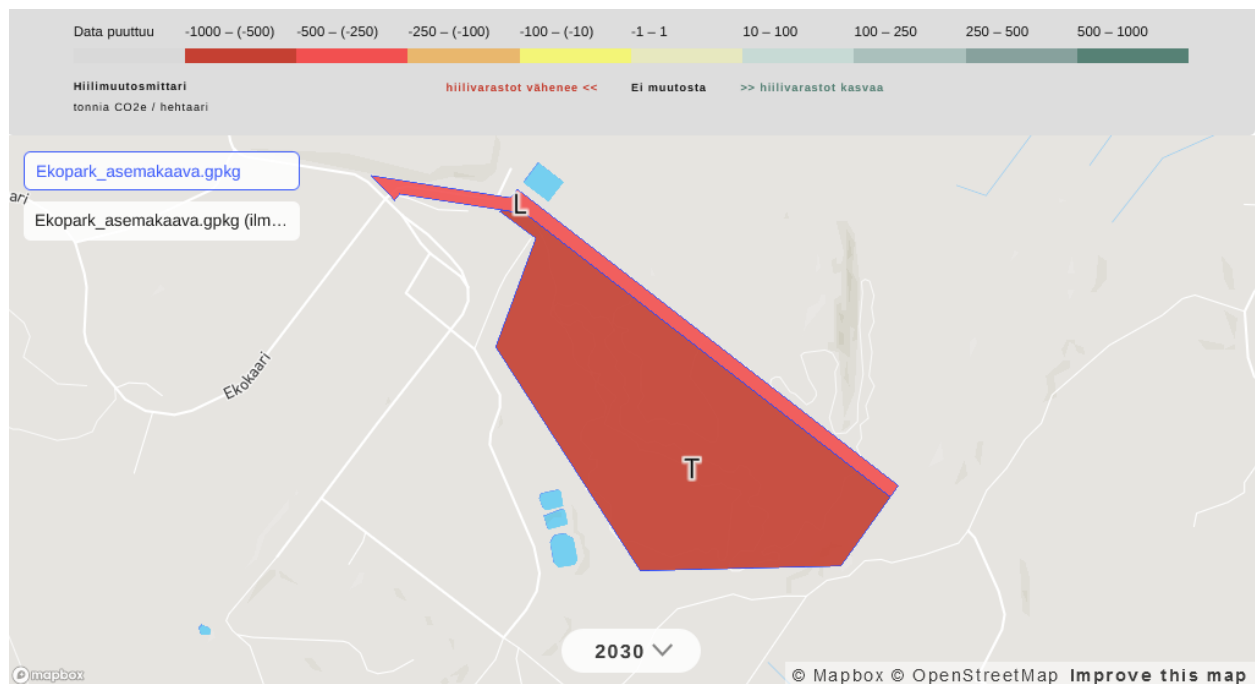 Data puuttuu -1000 – (-500) -500 – (-250) -250 – (-100) -100 – (-10) -1 – 1 10 – 100 100 – 250 250 – 500 500 – 1000
Hiilimuutosmittari hiilivarastot vähenee << Ei muutosta >> hiilivarastot kasvaa
tonnia CO2e / hehtaari
Ekopark_asemakaava.gpkg
ari
Ekopark_asemakaava.gpkg (ilm...
L
Ekokaari
T
2030
mapbox
© Mapbox © OpenStreetMap Improve this map